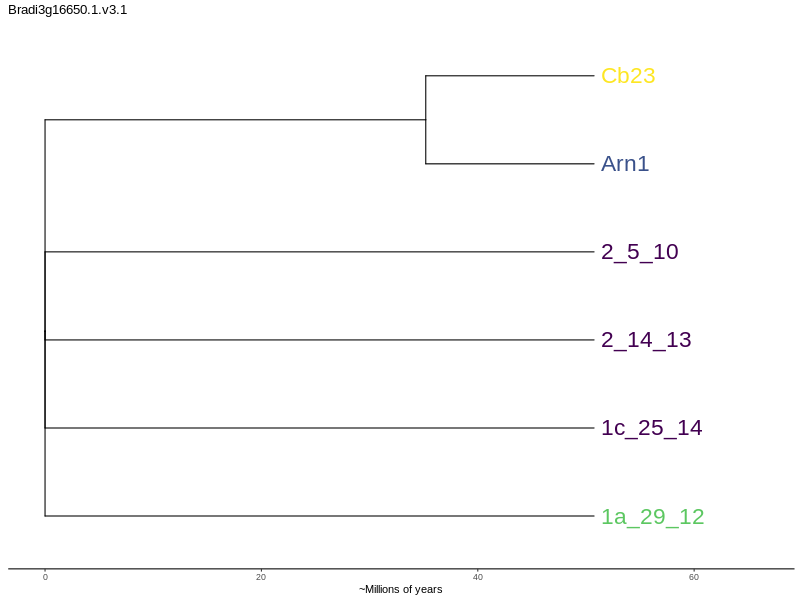 Bradi3g16650.1.v3.1
Cb23
Arn1
2_5_10
2_14_13
1c_25_14
1a_29_12
0 20 40 60
~Millions of years